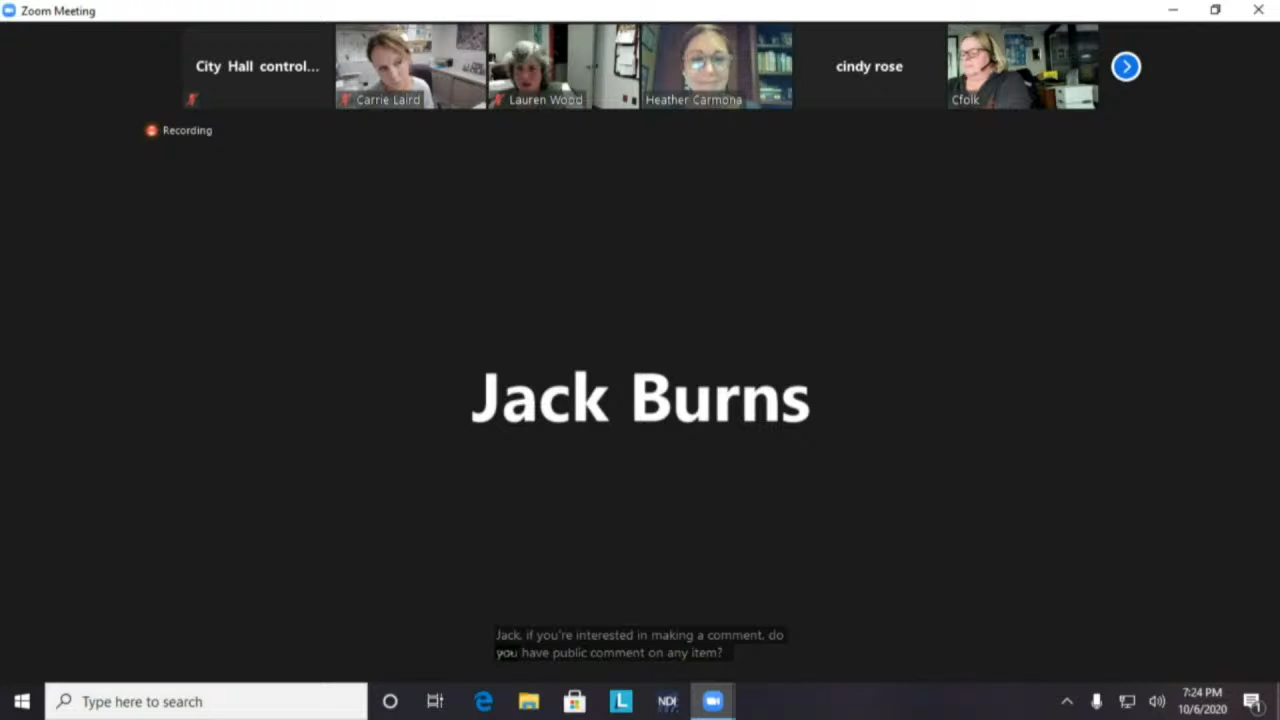 Zoom Meeting
City Hall control...
Carrie Laird
Lauren Wood
Heather Carmona
cindy rose
Cfolk
Recording
Jack Burns
Jack, if you're interested in making a comment, do
you have public comment on any item?
Type here to search
L
NDI
7:24 PM
10/6/2020
1